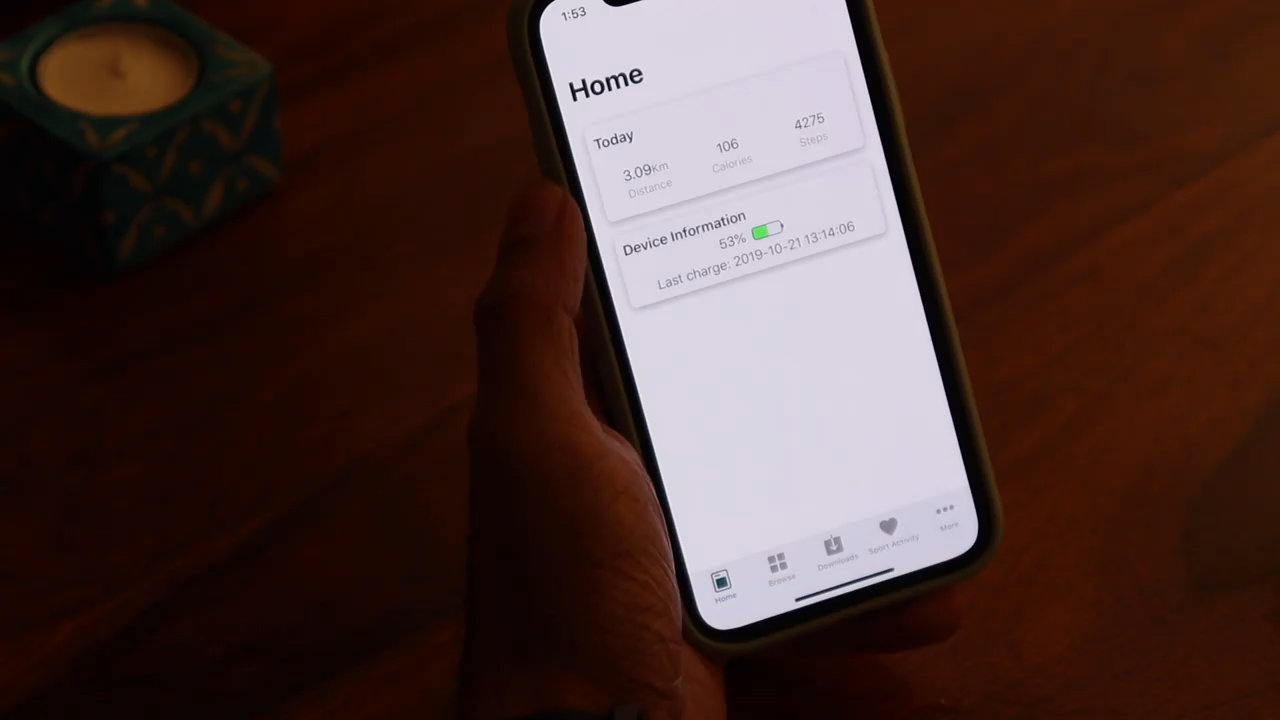 1:53
Home
Today
3.09Km
Distance
106
Calories
4275
Steps
Device Information
53%
Last charge: 2019-10-21 13:14:06
Home
Browse
Downloads
Sport Activity
More